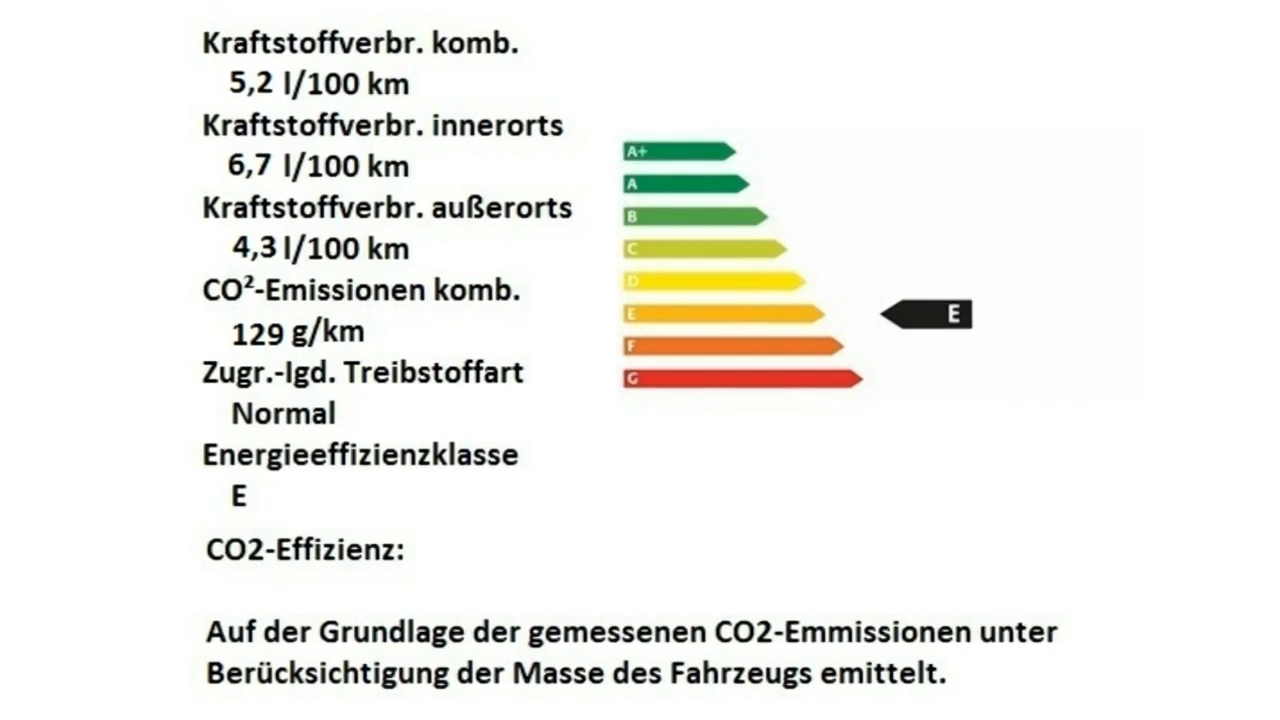 Kraftstoffverbr. komb.
5,2 l/100 km
Kraftstoffverbr. innerorts
6,7 l/100 km
Kraftstoffverbr. außerorts
4,3 l/100 km
CO²-Emissionen komb.
129 g/km
Zugr.-lgd. Treibstoffart
Normal
Energieeffizienzklasse
E
A+
A
B
C
D
E
E
F
G
CO2-Effizienz:
Auf der Grundlage der gemessenen CO2-Emmissionen unter
Berücksichtigung der Masse des Fahrzeugs emittelt.